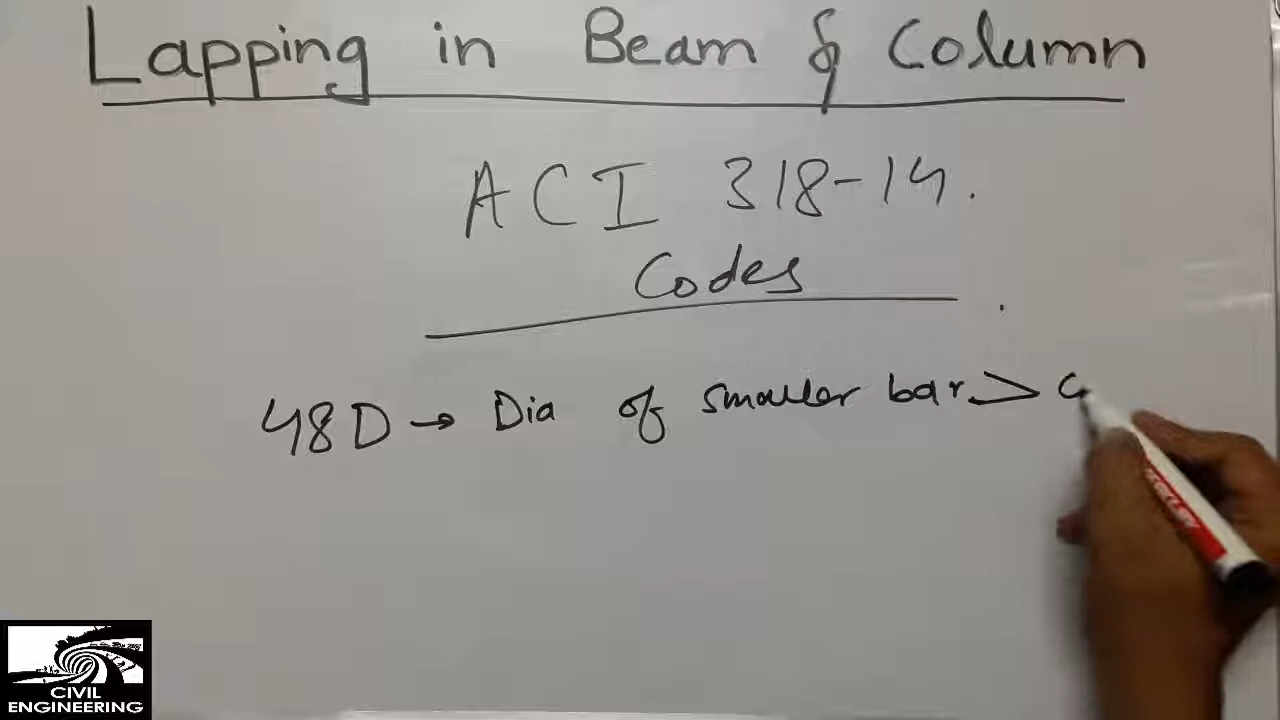 Lapping in Beam & Column
ACI 318-14.
Codes
48D → Dia of smaller bar >
CIVIL
ENGINEERING